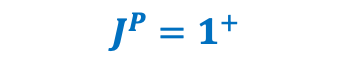 J^P = 1^+